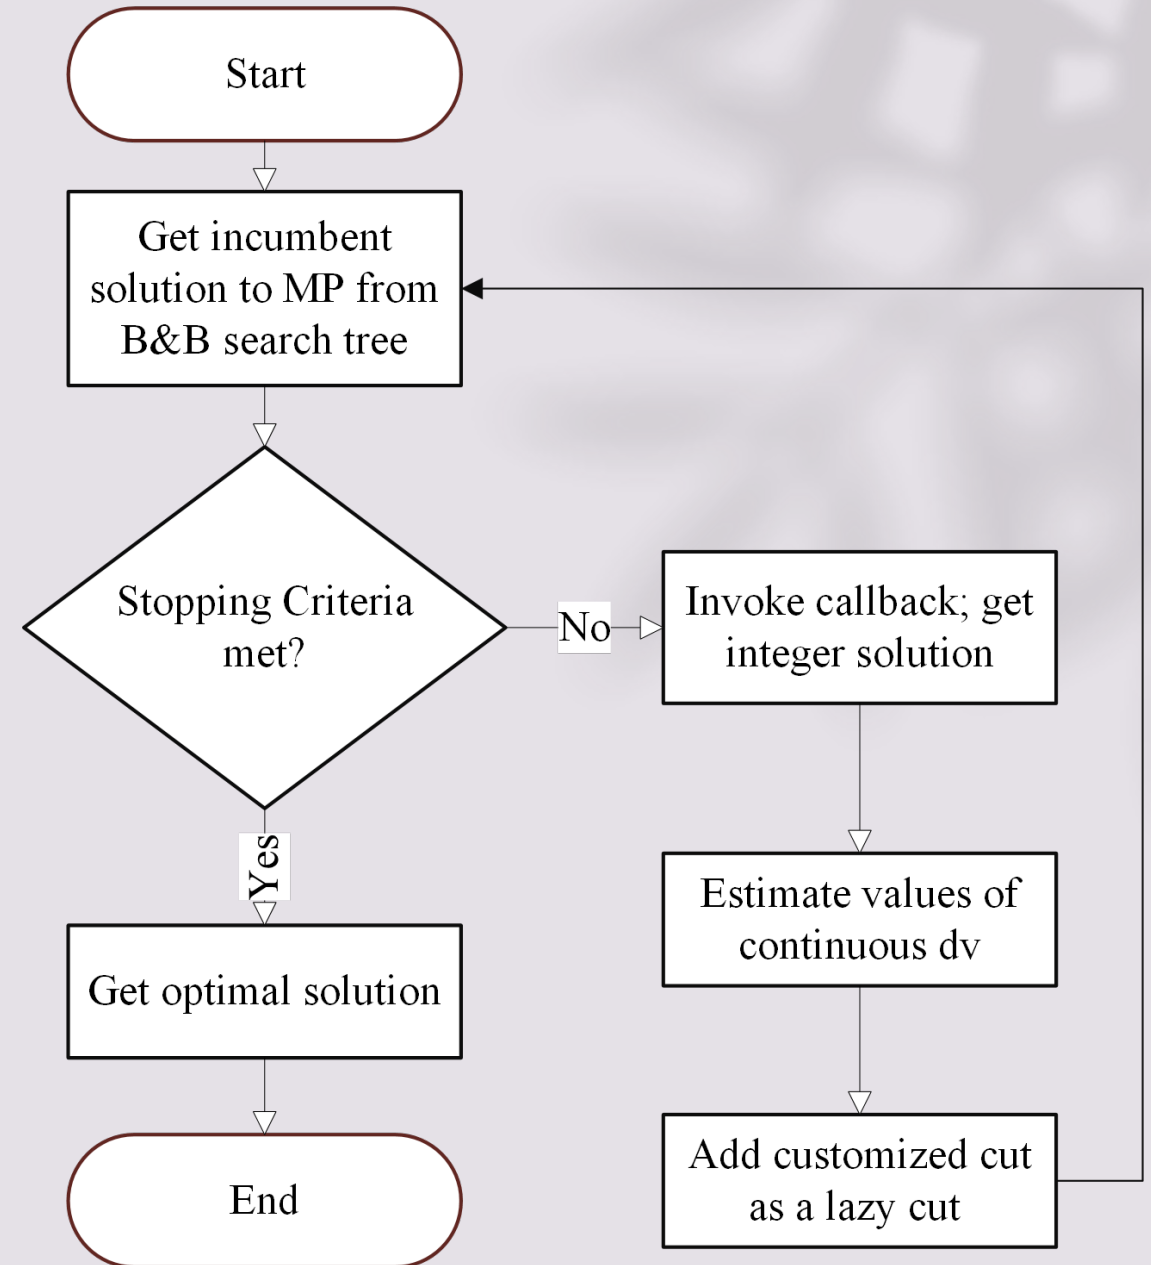 Start
Get incumbent
solution to MP from
B&B search tree
Stopping Criteria
met?
No
Invoke callback; get
integer solution
Estimate values of
continuous dv
Add customized cut
as a lazy cut
Yes
Get optimal solution
End